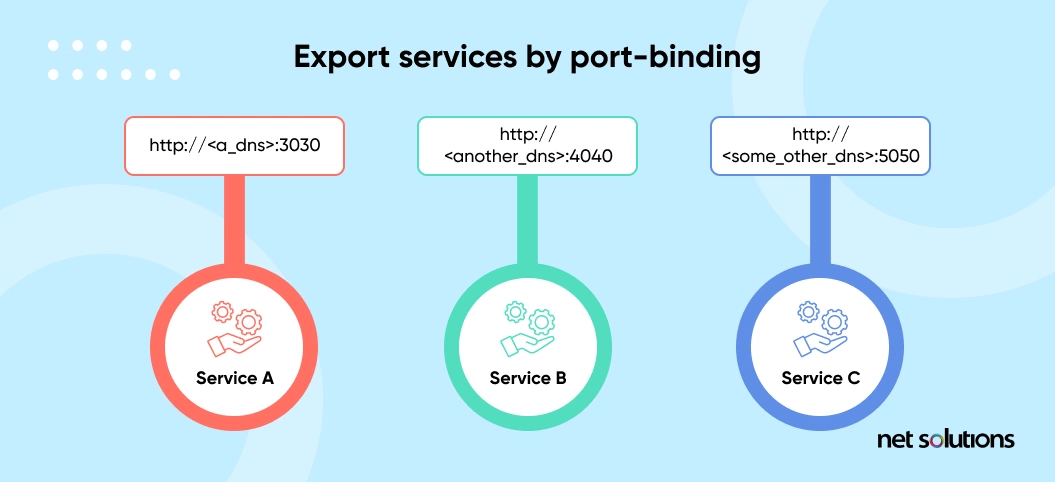 Export services by port-binding
http://<a_dns>:3030
http://
<another_dns>:4040
http://
<some_other_dns>:5050
Service A
Service B
Service C
net solutions